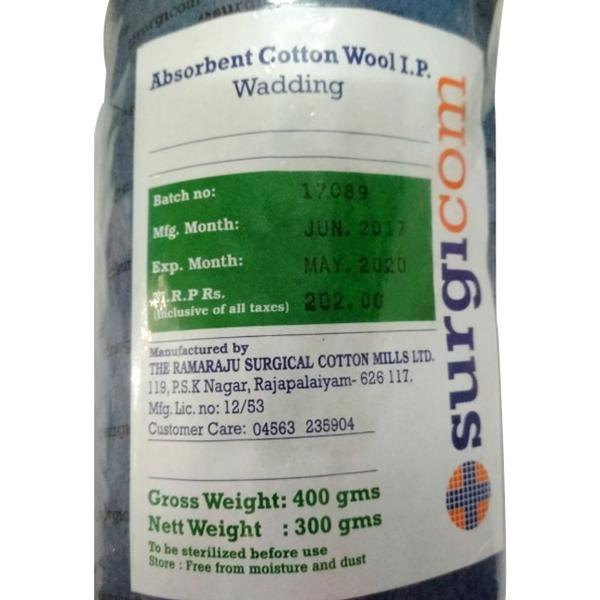 Absorbent Cotton Wool I.P.
Wadding
Batch no: 17089
Mfg. Month: JUN. 2017
Exp. Month: MAY. 2020
M.R.P Rs. 202.00
(inclusive of all taxes)
Manufactured by
THE RAMARAJU SURGICAL COTTON MILLS LTD.
119, P.S.K Nagar, Rajapalaiyam- 626 117.
Mfg. Lic. no: 12/53
Customer Care: 04563 235904
Gross Weight: 400 gms
Nett Weight : 300 gms
To be sterilized before use
Store : Free from moisture and dust
surgicom